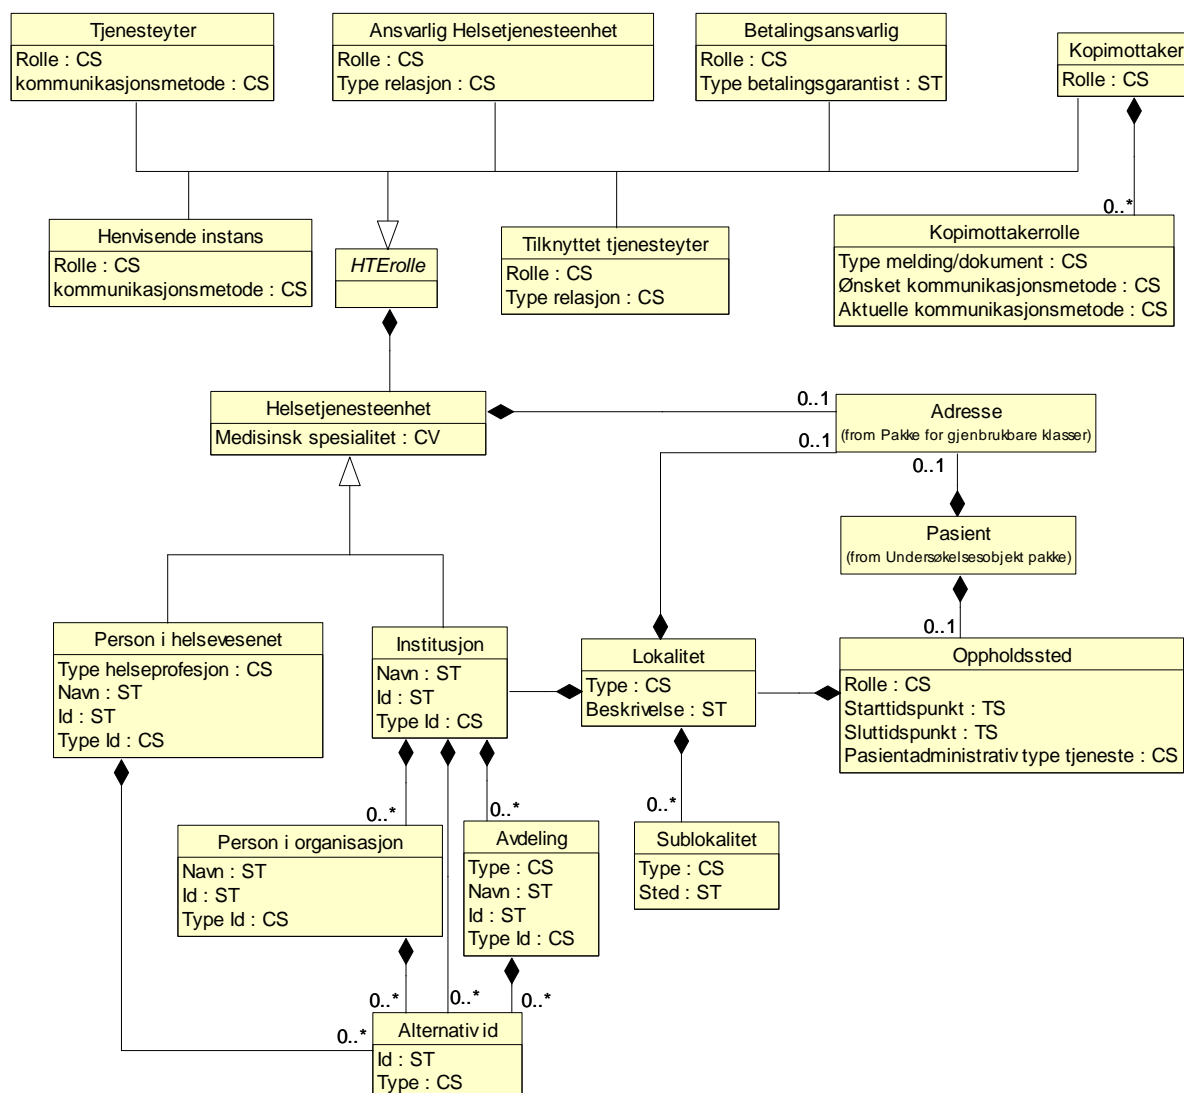 Tjenesteyter
Rolle : CS
kommunikasjonsmetode : CS
Ansvarlig Helsetjenesteenhet
Rolle : CS
Type relasjon : CS
Betalingsansvarlig
Rolle : CS
Type betalingsgarantist : ST
Kopimottaker
Rolle : CS
Henvisende instans
Rolle : CS
kommunikasjonsmetode : CS
HTErolle
Tilknyttet tjenesteyter
Rolle : CS
Type relasjon : CS
0..*
Kopimottakerrolle
Type melding/dokument : CS
Ønsket kommunikasjonsmetode : CS
Aktuelle kommunikasjonsmetode : CS
Helsetjenesteenhet
Medisinsk spesialitet : CV
0..1
0..1
Adresse
(from Pakke for gjenbrukbare klasser)
0..1
Pasient
(from Undersøkelsesobjekt pakke)
0..1
Person i helsevesenet
Type helseprofesjon : CS
Navn : ST
Id : ST
Type Id : CS
Institusjon
Navn : ST
Id : ST
Type Id : CS
Lokalitet
Type : CS
Beskrivelse : ST
Oppholdssted
Rolle : CS
Starttidspunkt : TS
Sluttidspunkt : TS
Pasientadministrativ type tjeneste : CS
0..*
0..*
0..*
Person i organisasjon
Navn : ST
Id : ST
Type Id : CS
Avdeling
Type : CS
Navn : ST
Id : ST
Type Id : CS
Sublokalitet
Type : CS
Sted : ST
0..*
0..*
0..*
0..*
Alternativ id
Id : ST
Type : CS